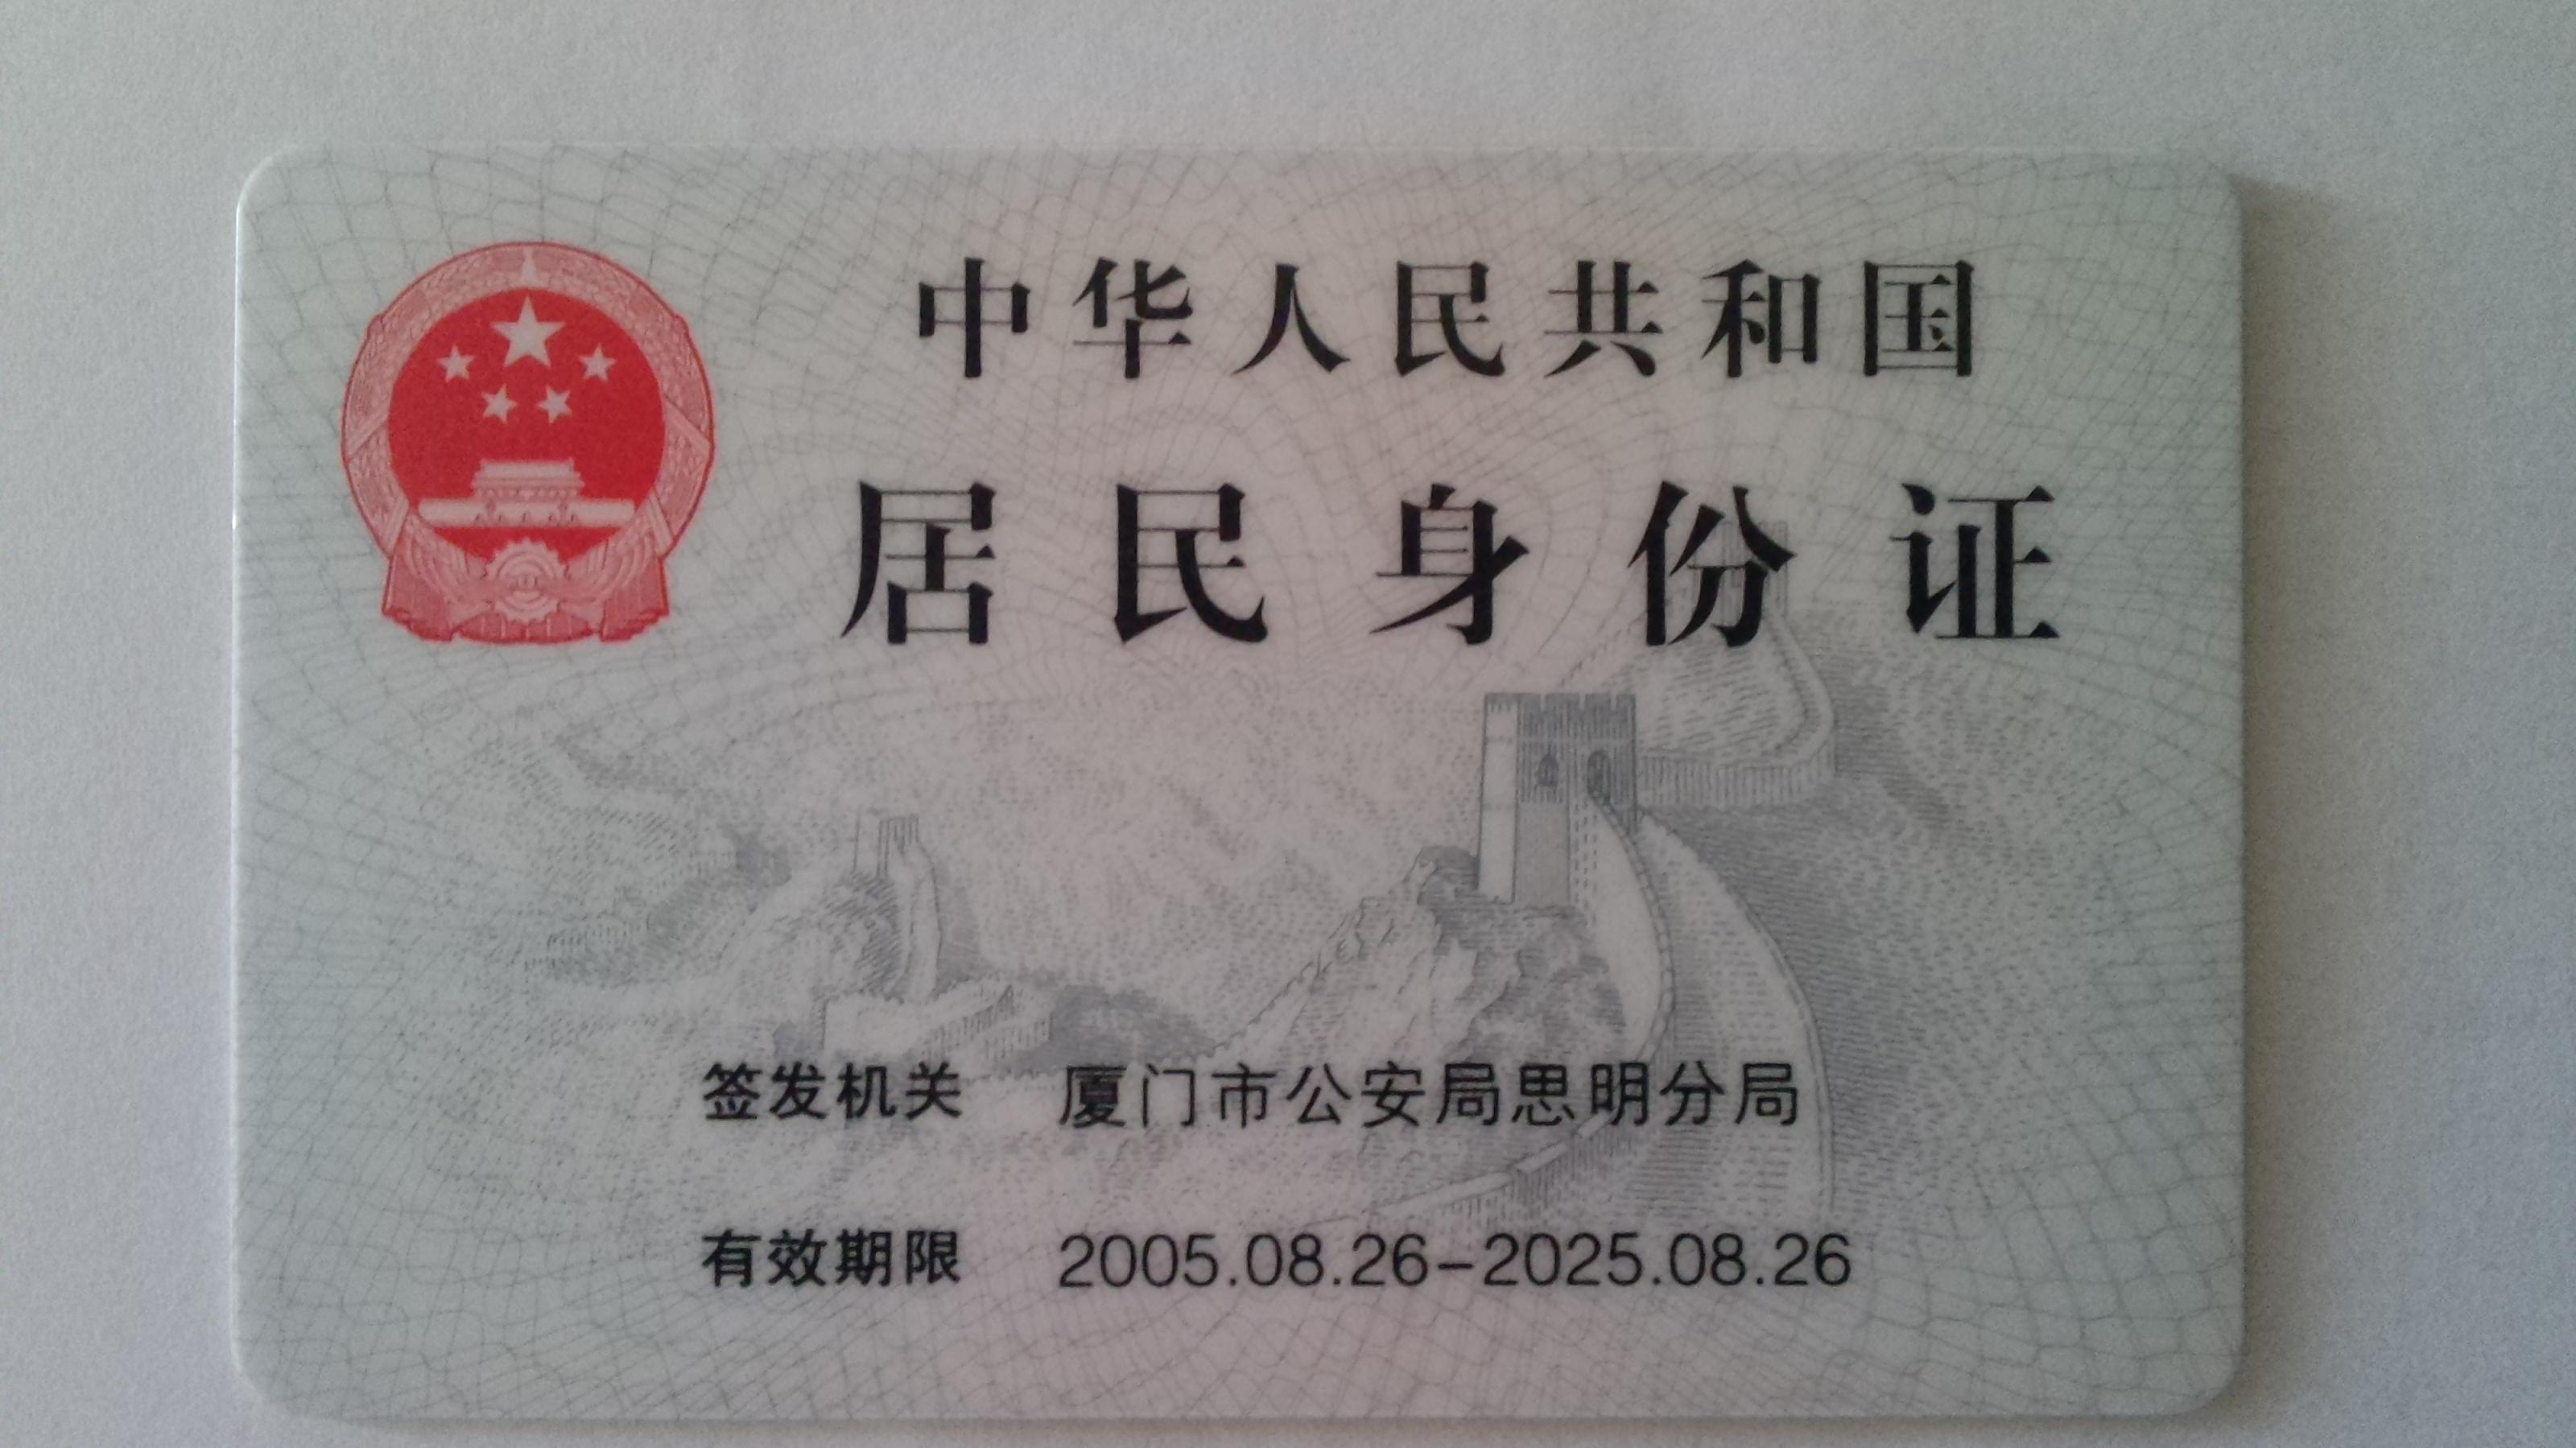 中华人民共和国
居民身份证
签发机关 厦门市公安局思明分局
有效期限 2005.08.26-2025.08.26